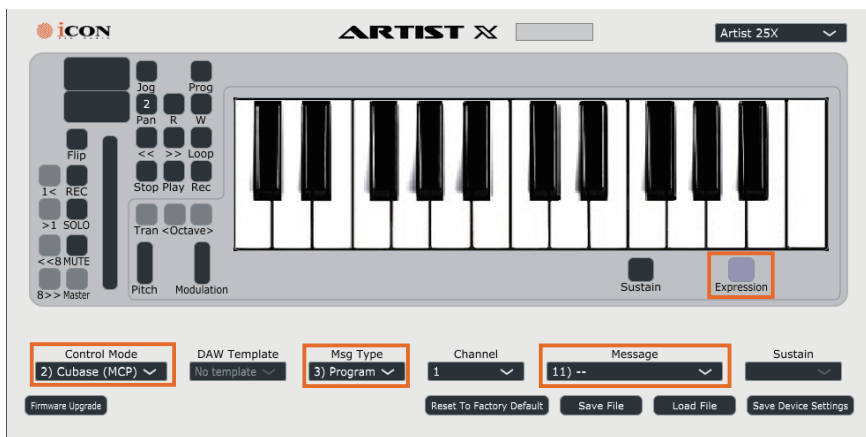 icon
ARTIST X
Artist 25X
Jog Prog
2
Pan R W
Flip
<< >> Loop
1< REC
Stop Play Rec
>1 SOLO
Tran <Octave>
<<8 MUTE
8>> Master
Pitch Modulation
Sustain Expression
Control Mode DAW Template Msg Type Channel Message Sustain
2) Cubase (MCP) No template 3) Program 1 11) --
Firmware Upgrade Reset To Factory Default Save File Load File Save Device Settings